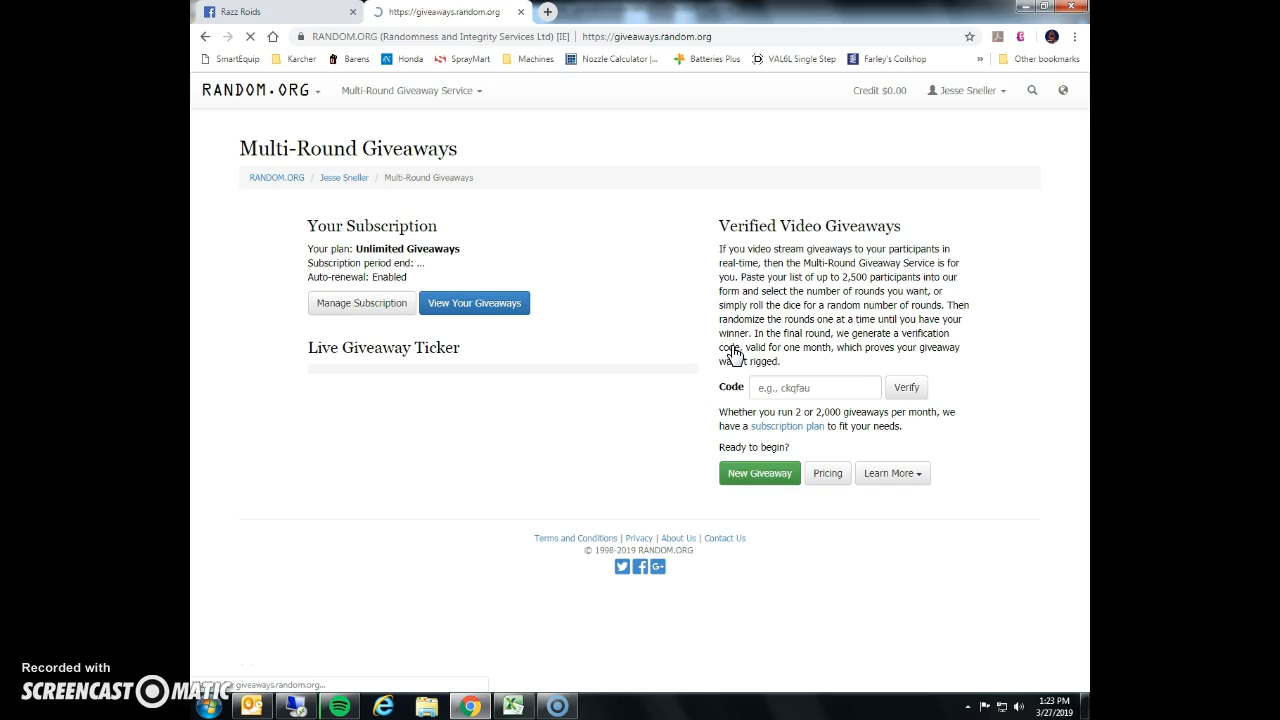 Razz Roids
https://giveaways.random.org
RANDOM.ORG (Randomness and Integrity Services Ltd) [IE] | https://giveaways.random.org
SmartEquip Karcher Barens Honda SprayMart Machines Nozzle Calculator |... Batteries Plus VAL6L Single Step Farley's Coilshop » Other bookmarks
RANDOM.ORG Multi-Round Giveaway Service Credit $0.00 Jesse Sneller
Multi-Round Giveaways
RANDOM.ORG / Jesse Sneller / Multi-Round Giveaways
Your Subscription
Your plan: Unlimited Giveaways
Subscription period end: ...
Auto-renewal: Enabled
Manage Subscription View Your Giveaways
Live Giveaway Ticker
Verified Video Giveaways
If you video stream giveaways to your participants in
real-time, then the Multi-Round Giveaway Service is for
you. Paste your list of up to 2,500 participants into our
form and select the number of rounds you want, or
simply roll the dice for a random number of rounds. Then
randomize the rounds one at a time until you have your
winner. In the final round, we generate a verification
code, valid for one month, which proves your giveaway
rigged.
Code e.g., ckqfau Verify
Whether you run 2 or 2,000 giveaways per month, we
have a subscription plan to fit your needs.
Ready to begin?
New Giveaway Pricing Learn More
Terms and Conditions | Privacy | About Us | Contact Us
© 1998-2019 RANDOM.ORG
Recorded with
SCREENCAST MATIC
giveaways.random.org...
1:23 PM
3/27/2019